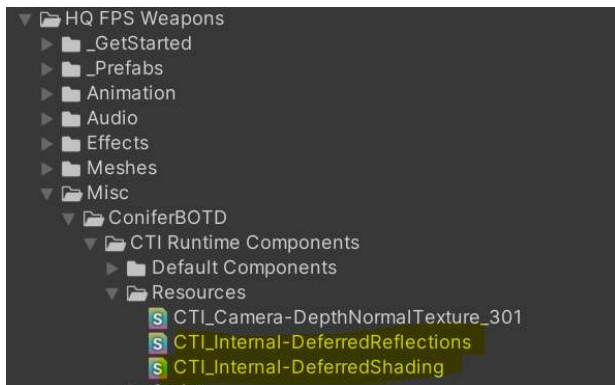 HQ FPS Weapons
_GetStarted
_Prefabs
Animation
Audio
Effects
Meshes
Misc
ConiferBOTD
CTI Runtime Components
Default Components
Resources
CTI_Camera-DepthNormalTexture_301
CTI_Internal-DeferredReflections
CTI_Internal-DeferredShading